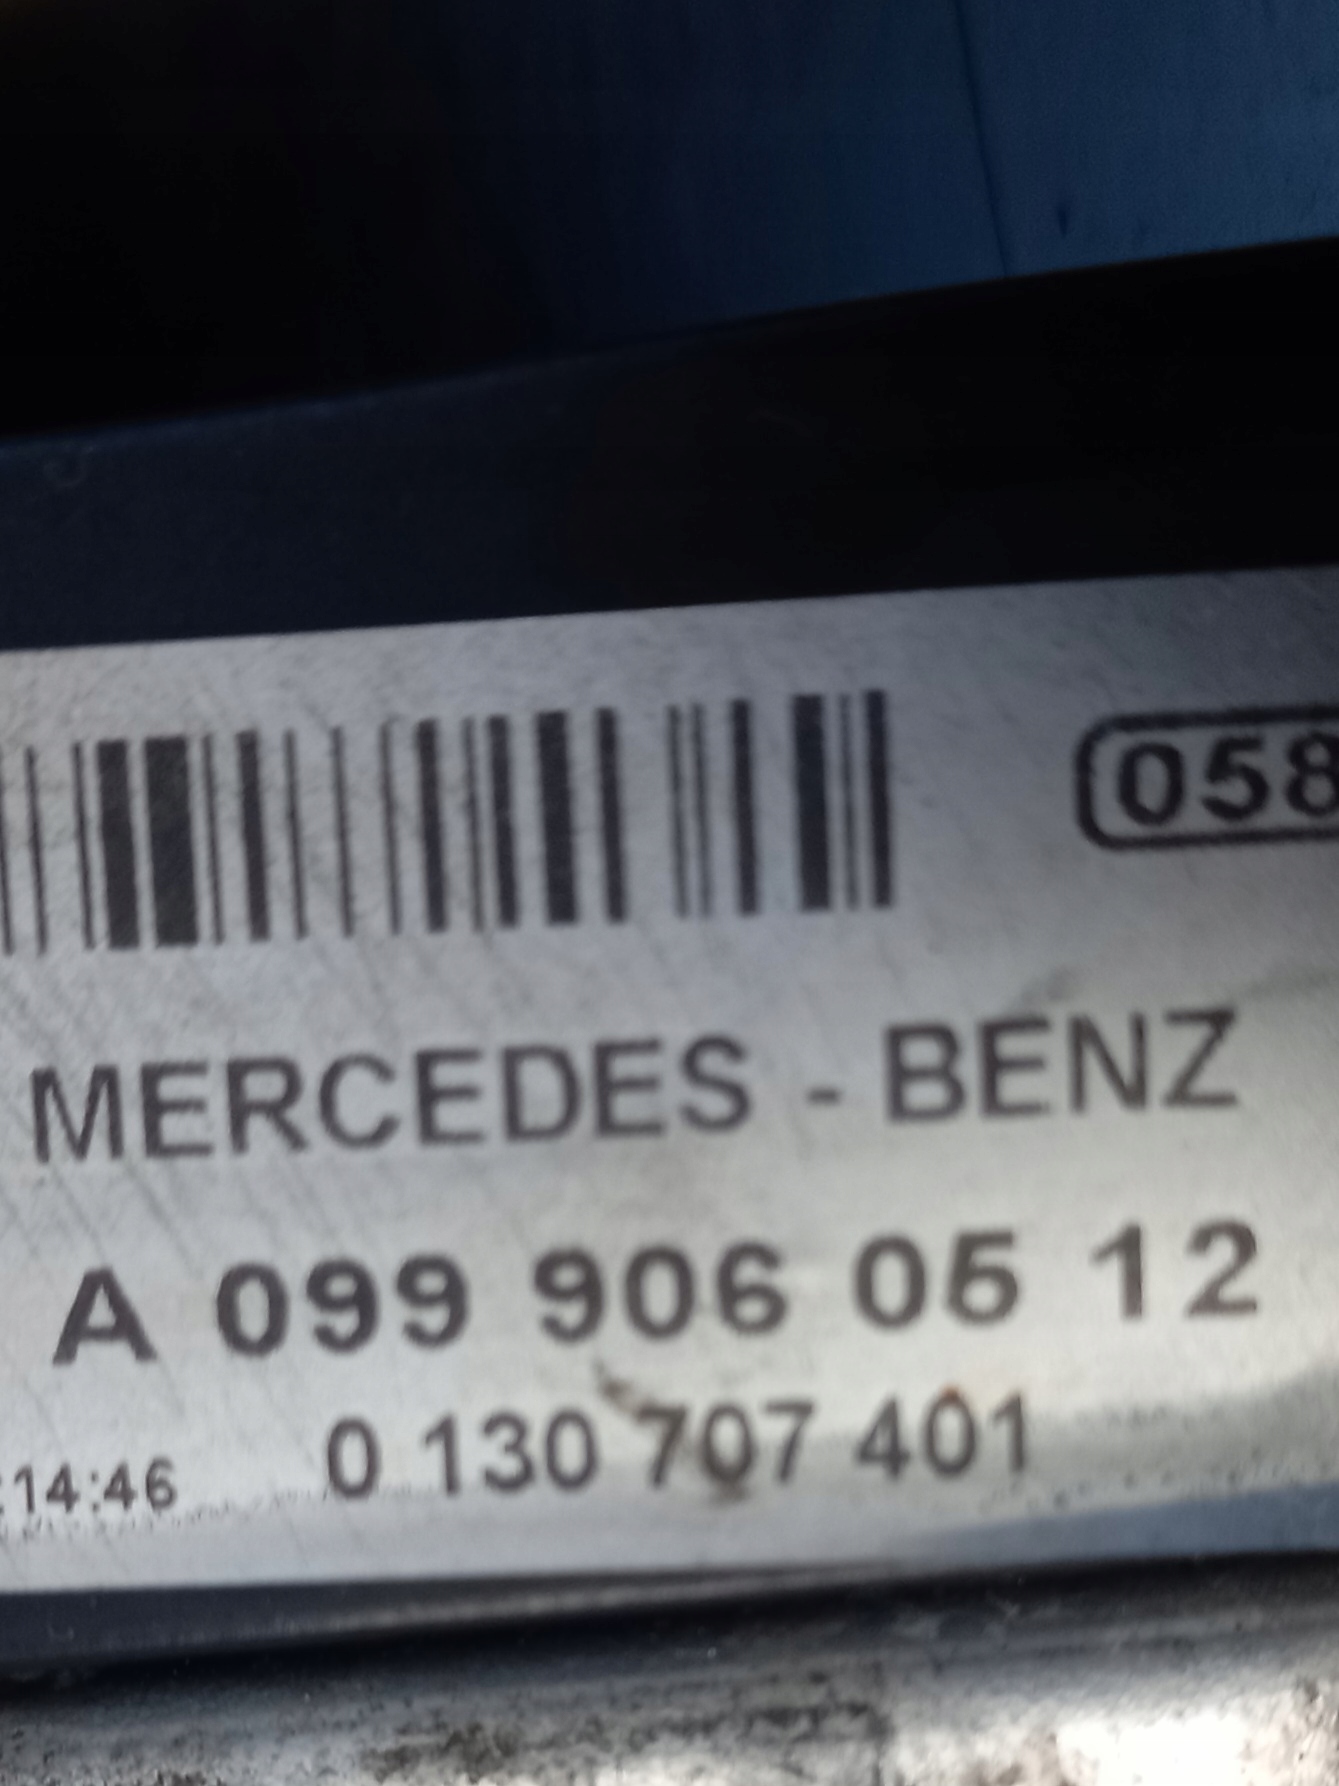 058
MERCEDES - BENZ
A 099 906 05 12
:14:46 0 130 707 401